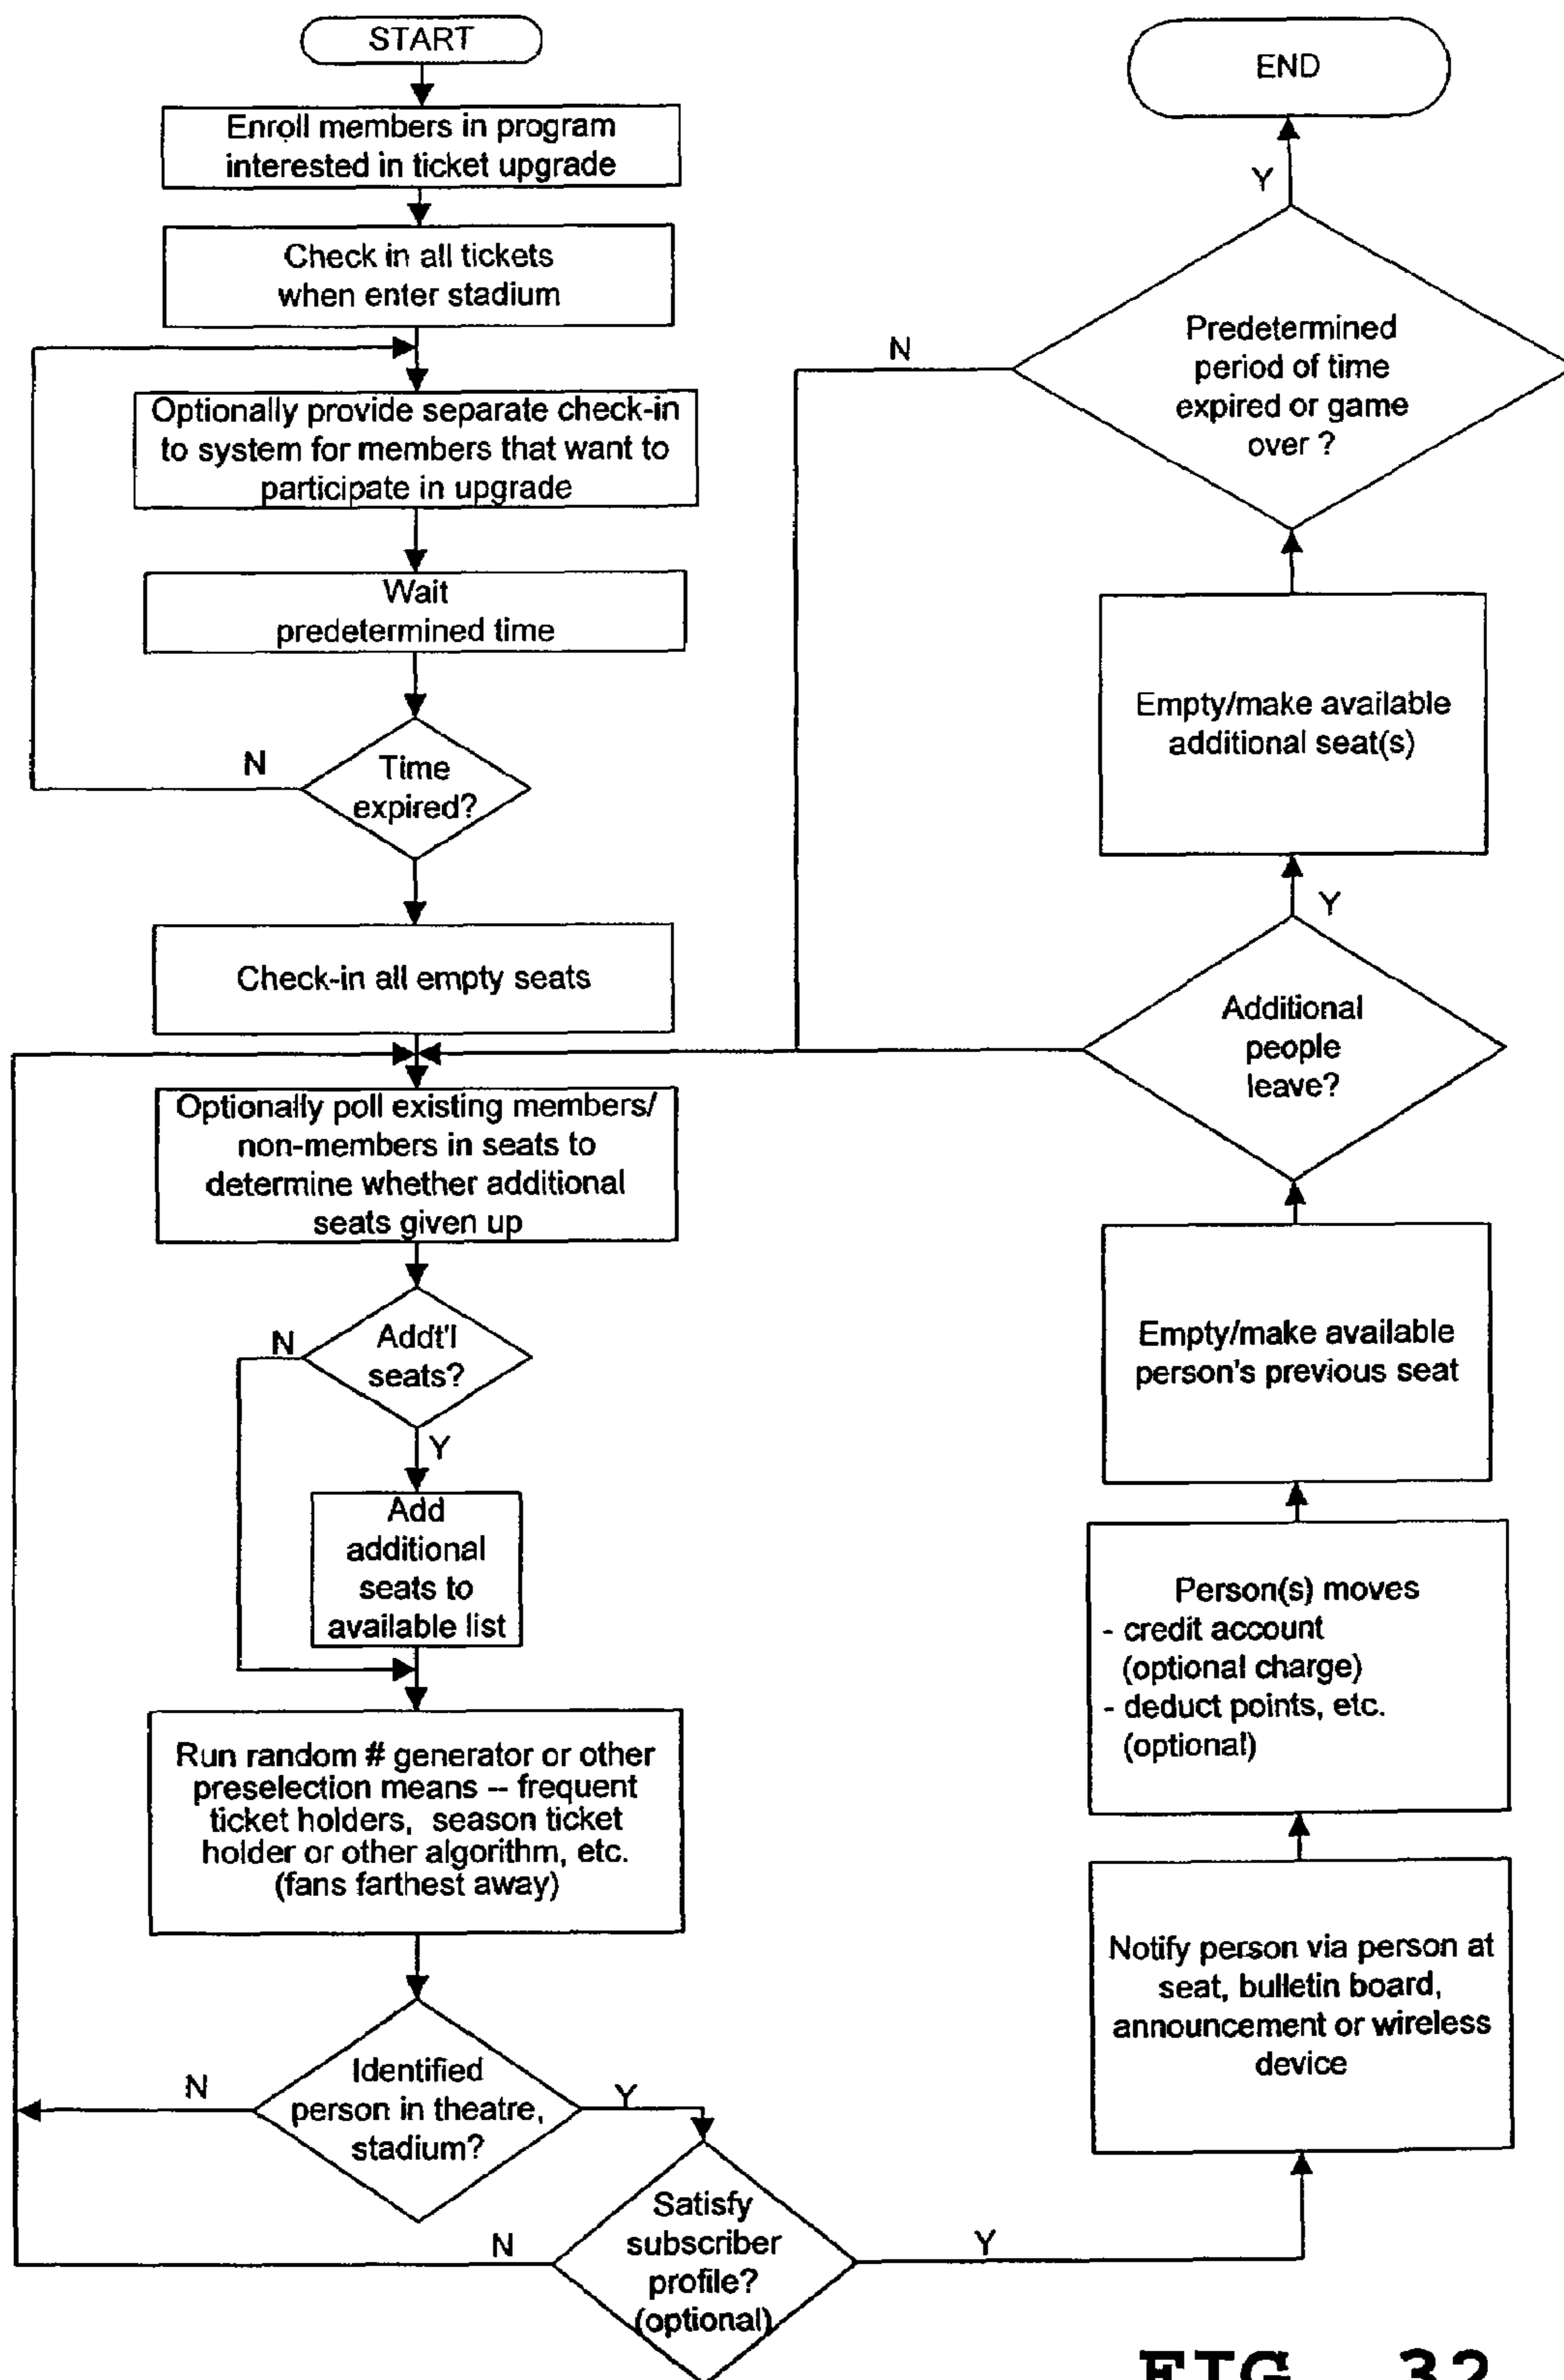 START
Enroll members in program
interested in ticket upgrade
Check in all tickets
when enter stadium
Optionally provide separate check-in
to system for members that want to
participate in upgrade
Wait
predetermined time
N
Time
expired?
Check-in all empty seats
Optionally poll existing members/
non-members in seats to
determine whether additional
seats given up
N
Addt'l
seats?
Y
Add
additional
seats to
available list
Run random # generator or other
preselection means -- frequent
ticket holders, season ticket
holder or other algorithm, etc.
(fans farthest away)
N
Identified
person in theatre,
stadium?
Y
N
Satisfy
subscriber
profile?
(optional)
Y
Notify person via person at
seat, bulletin board,
announcement or wireless
device
Person(s) moves
- credit account
(optional charge)
- deduct points, etc.
(optional)
Empty/make available
person's previous seat
Additional
people
leave?
Y
Empty/make available
additional seat(s)
N
Predetermined
period of time
expired or game
over ?
Y
END
FIG. 32